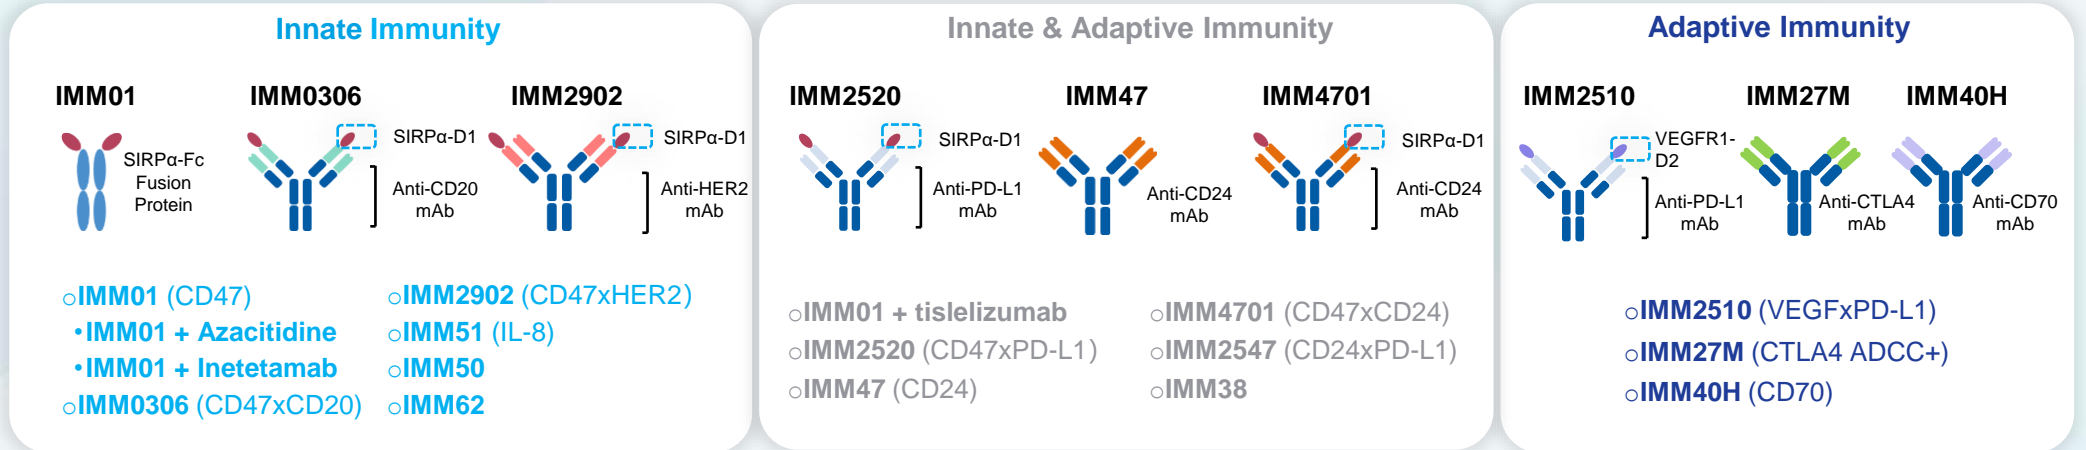 Innate Immunity
IMM01
SIRPα-Fc
Fusion
Protein
IMM0306
SIRPα-D1
Anti-CD20
mAb
IMM2902
SIRPα-D1
Anti-HER2
mAb
○IMM01 (CD47)
•IMM01 + Azacitidine
•IMM01 + Inetetamab
○IMM0306 (CD47xCD20)
○IMM2902 (CD47xHER2)
○IMM51 (IL-8)
○IMM50
○IMM62
Innate & Adaptive Immunity
IMM2520
SIRPα-D1
Anti-PD-L1
mAb
IMM47
Anti-CD24
mAb
IMM4701
SIRPα-D1
Anti-CD24
mAb
○IMM01 + tislelizumab
○IMM2520 (CD47xPD-L1)
○IMM47 (CD24)
○IMM4701 (CD47xCD24)
○IMM2547 (CD24xPD-L1)
○IMM38
Adaptive Immunity
IMM2510
VEGFR1-
D2
Anti-PD-L1
mAb
IMM27M
Anti-CTLA4
mAb
IMM40H
Anti-CD70
mAb
○IMM2510 (VEGFxPD-L1)
○IMM27M (CTLA4 ADCC+)
○IMM40H (CD70)